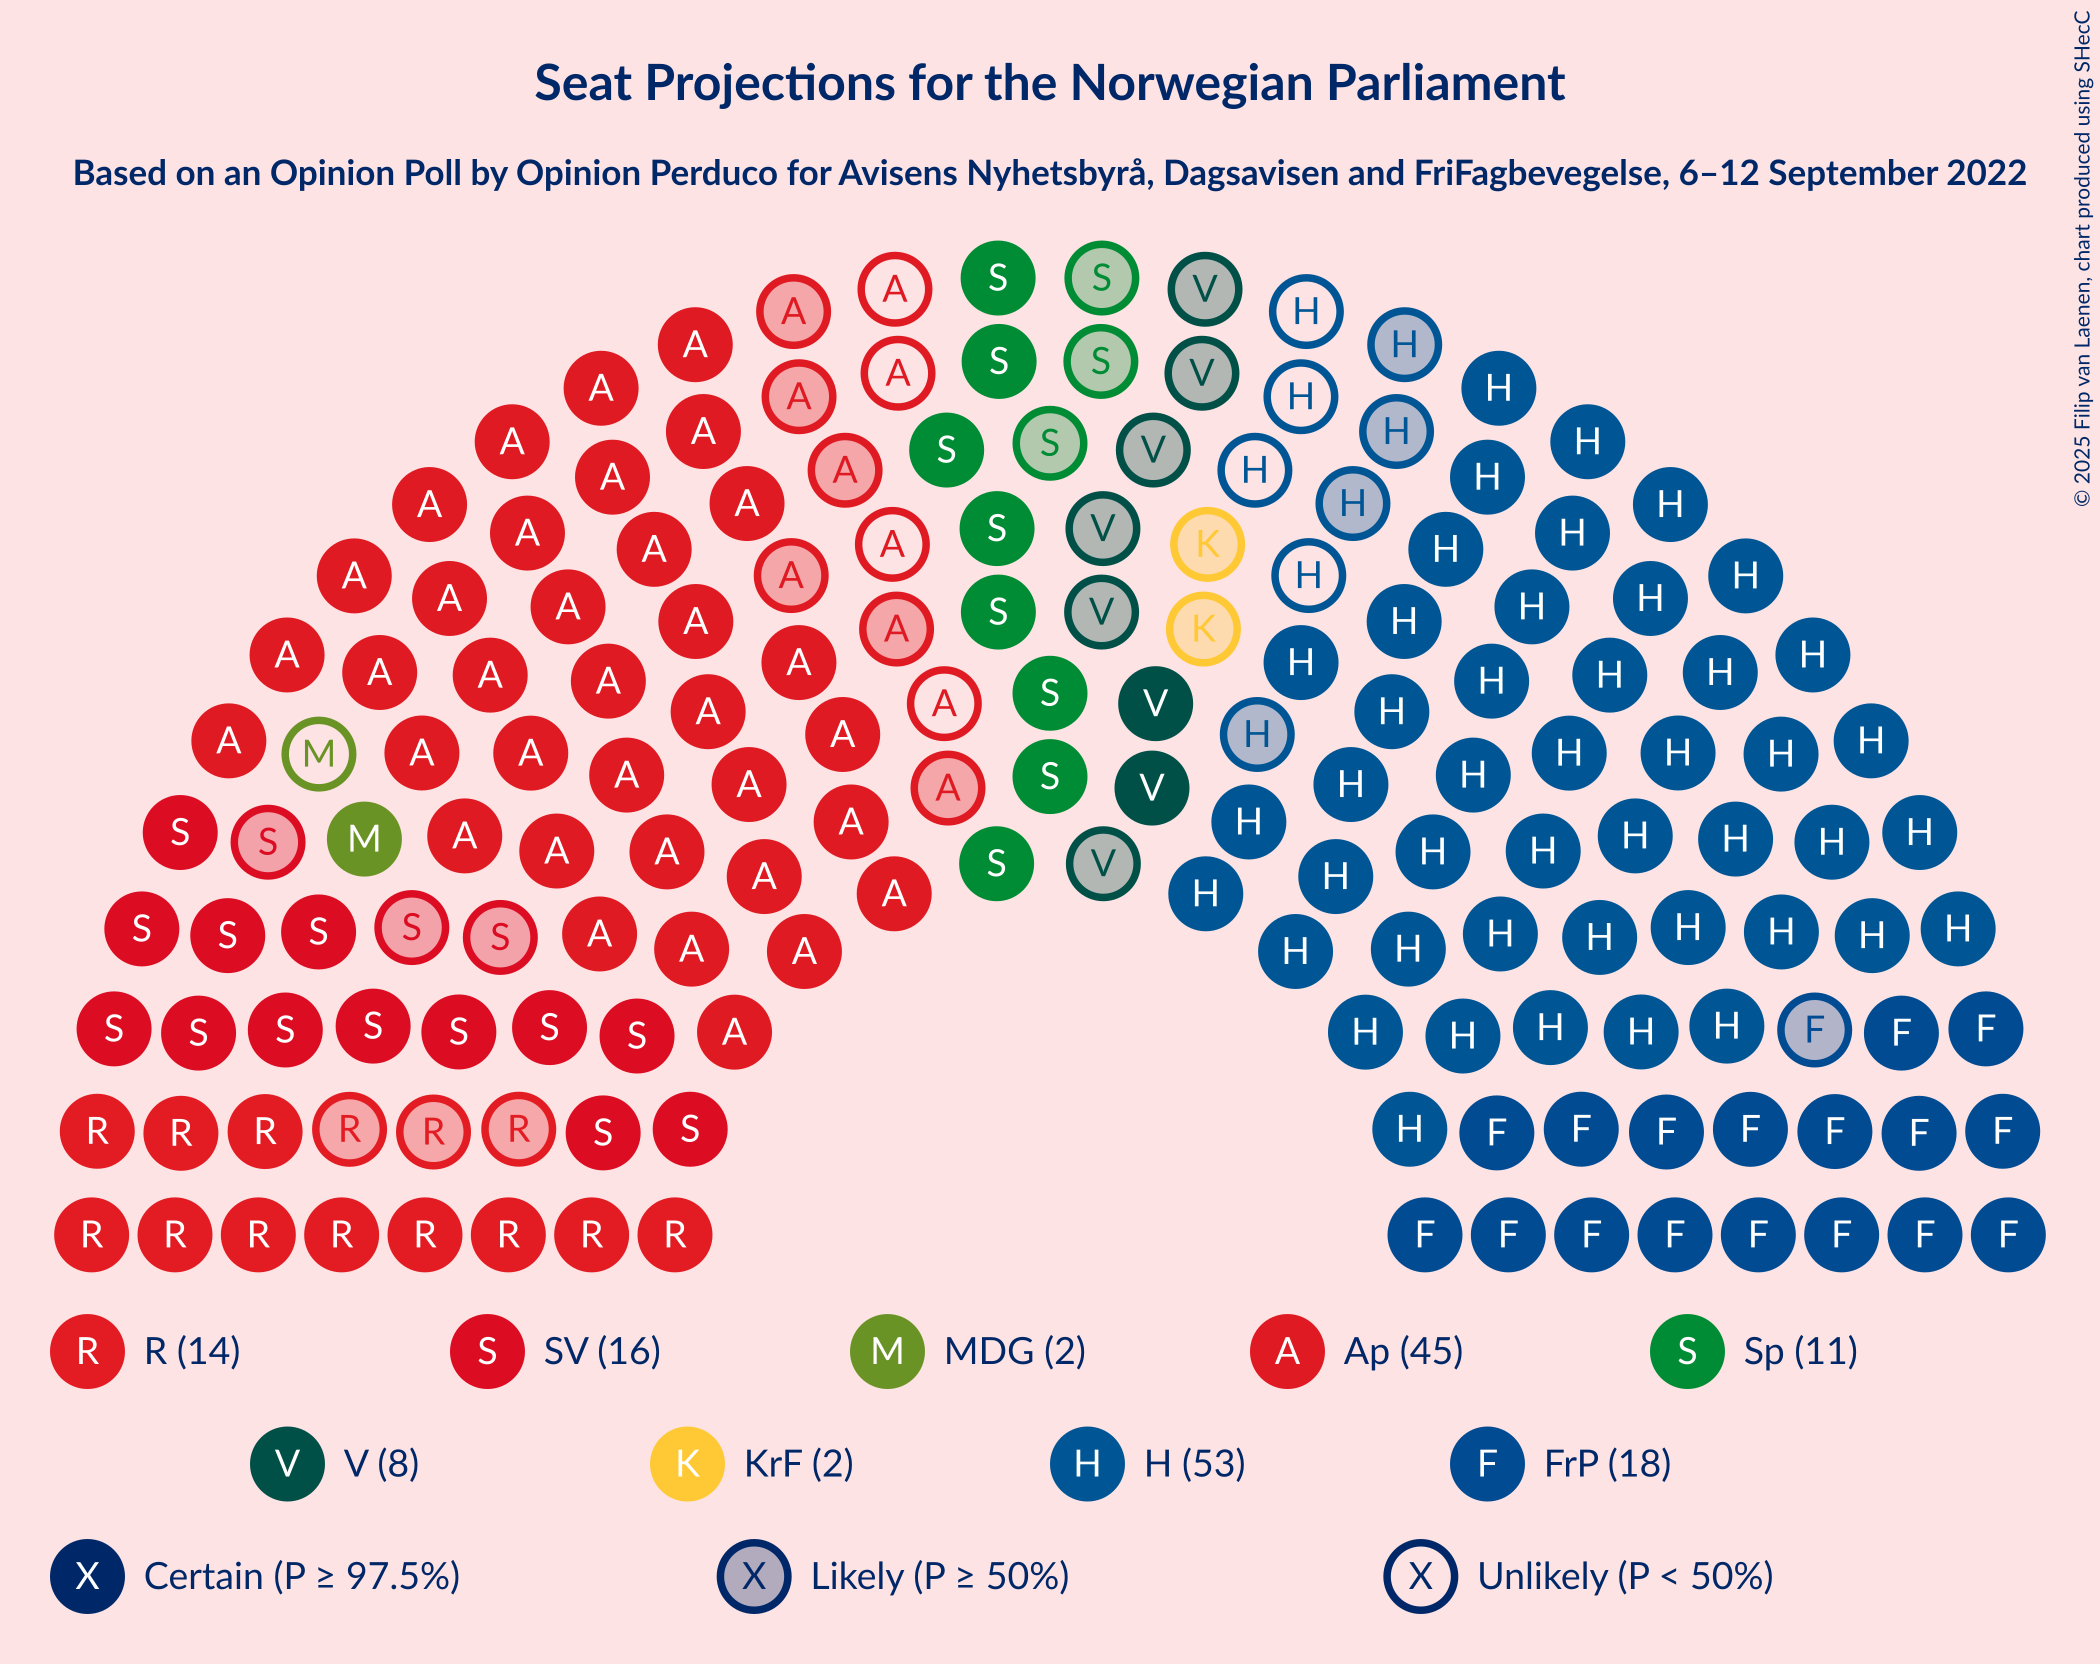 Seat Projections for the Norwegian Parliament
Based on an Opinion Poll by Opinion Perduco for Avisens Nyhetsbyrå, Dagsavisen and FriFagbevegelse, 6–12 September 2022
© 2025 Filip van Laenen, chart produced using SHecC
A A S S V H
A H H
A A A S S V H H H
A A A S S V H H H H
A A A A S V K H H H H H
A A A A A S V K H H H H H
A A A A A A S V H H H H H H
A M A A A A A A S V H H H H H H H
S S M A A A A A S V H H H H H H H
S S S S S A A A H H H H H H H H
S S S S S S S A H H H H H F F F
R R R R R R S S H F F F F F F F
R R R R R R R R F F F F F F F F
R R (14) S SV (16) M MDG (2) A Ap (45) S Sp (11)
V V (8) K KrF (2) H H (53) F FrP (18)
X Certain (P ≥ 97.5%) X Likely (P ≥ 50%) X Unlikely (P < 50%)